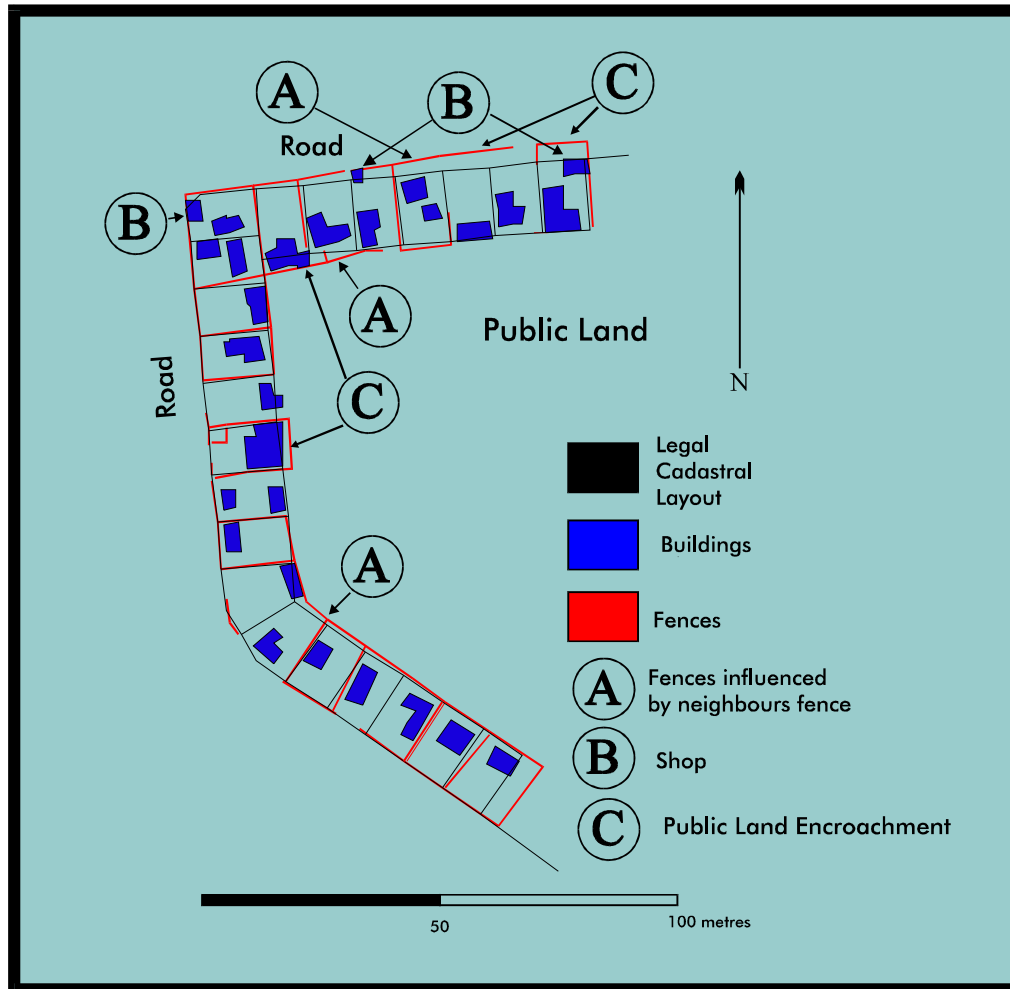 A
B
C
Road
B
A
Public Land
N
Road
C
Legal
Cadastral
Layout
Buildings
A
Fences
A
Fences influenced
by neighbours fence
B
Shop
C
Public Land Encroachment
50
100 metres